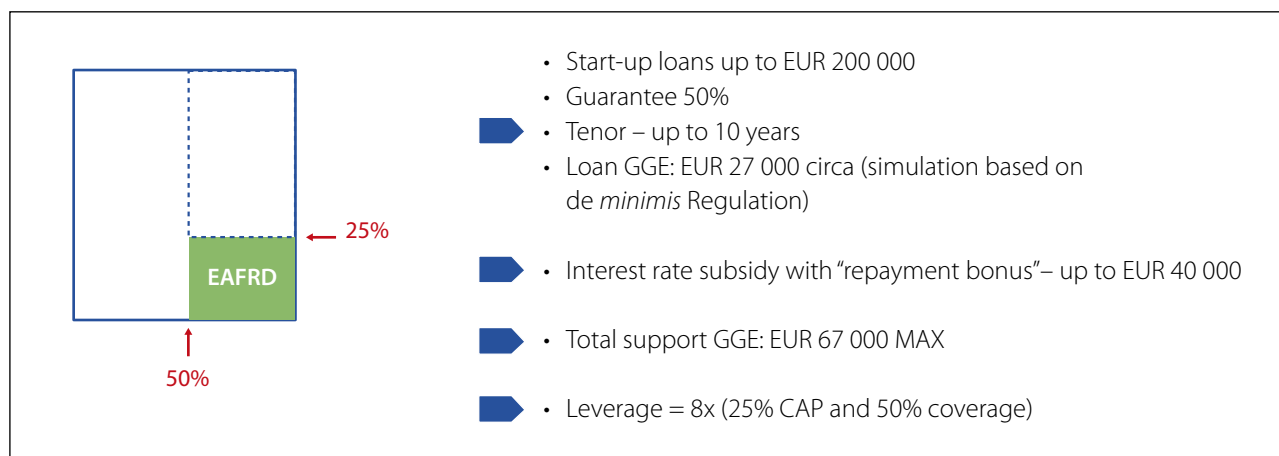 • Start-up loans up to EUR 200 000
• Guarantee 50%
• Tenor – up to 10 years
• Loan GGE: EUR 27 000 circa (simulation based on
de minimis Regulation)
25%
EAFRD
50%
• Interest rate subsidy with “repayment bonus”– up to EUR 40 000
• Total support GGE: EUR 67 000 MAX
• Leverage = 8x (25% CAP and 50% coverage)